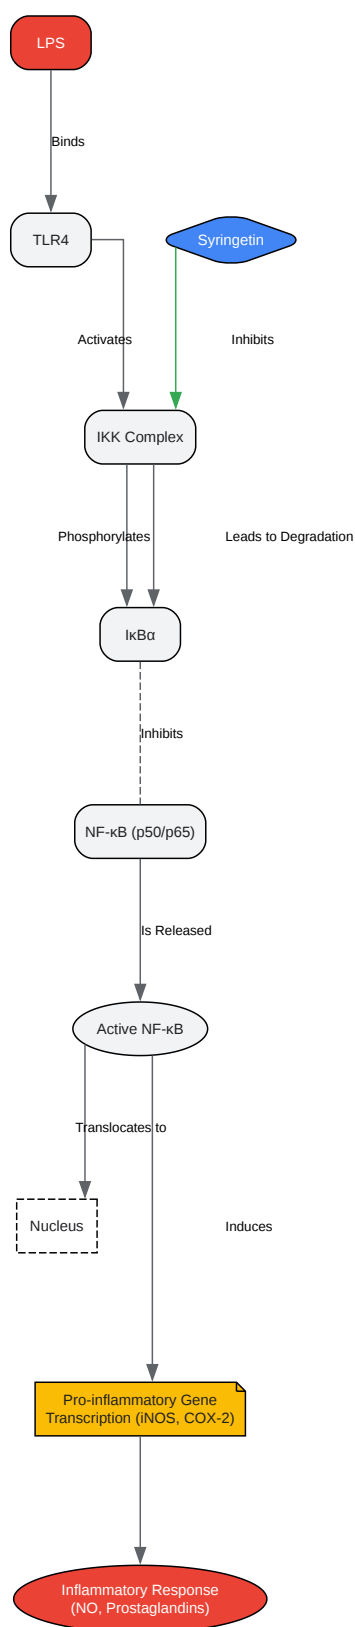 LPS
Binds
TLR4
Syringetin
Activates
Inhibits
IKK Complex
Phosphorylates
Leads to Degradation
IκBα
Inhibits
NF-κB (p50/p65)
Is Released
Active NF-κB
Translocates to
Nucleus
Induces
Pro-inflammatory Gene
Transcription (iNOS, COX-2)
Inflammatory Response
(NO, Prostaglandins)